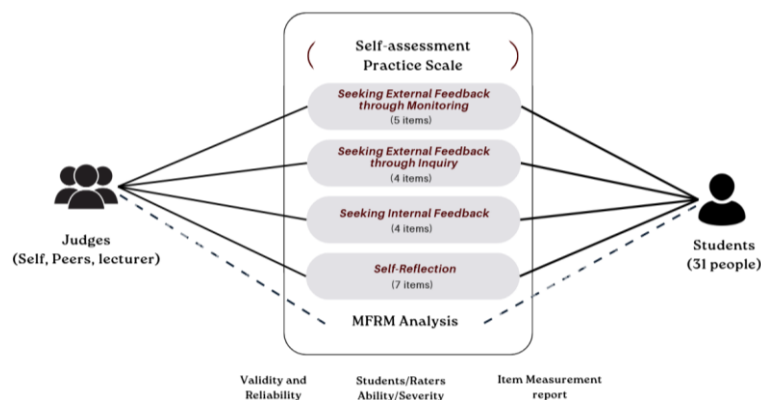 Self-assessment
Practice Scale
Seeking External Feedback
through Monitoring
(5 items)
Seeking External Feedback
through Inquiry
(4 items)
Seeking Internal Feedback
(4 items)
Self-Reflection
(7 items)
MFRM Analysis
Judges
(Self, Peers, lecturer)
Students
(31 people)
Validity and
Reliability
Students/Raters
Ability/Severity
Item Measurement
report